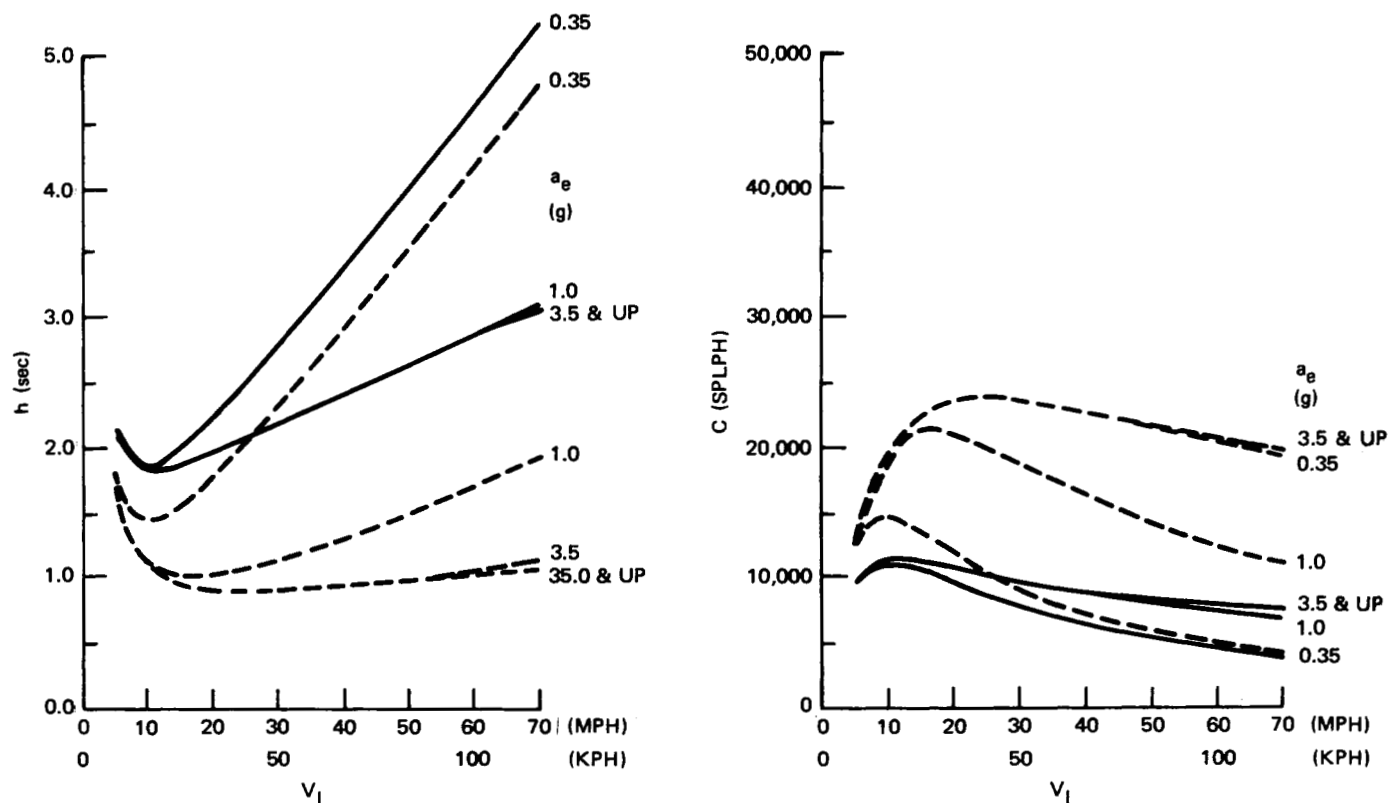 5.0
4.0
3.0
2.0
1.0
0.0
h (sec)
0.35
0.35
a_e
(g)
1.0
3.5 & UP
1.0
3.5
35.0 & UP
0 10 20 30 40 50 60 70 (MPH)
0 50 100 (KPH)
V_l
50,000
40,000
30,000
20,000
10,000
0.0
C (SPLPH)
a_e
(g)
3.5 & UP
0.35
1.0
3.5 & UP
1.0
0.35
0 10 20 30 40 50 60 70 (MPH)
0 50 100 (KPH)
V_l